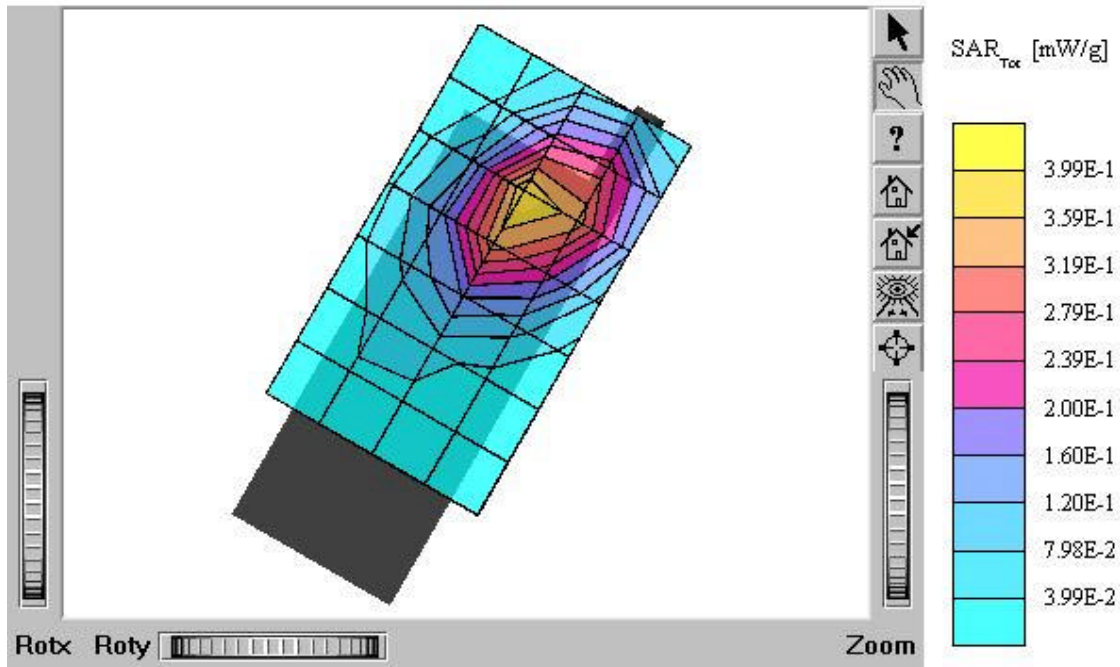 SAR_Tot [mW/g]
?
3.99E-1
3.59E-1
3.19E-1
2.79E-1
2.39E-1
2.00E-1
1.60E-1
1.20E-1
7.98E-2
3.99E-2
Rotx Roty Zoom